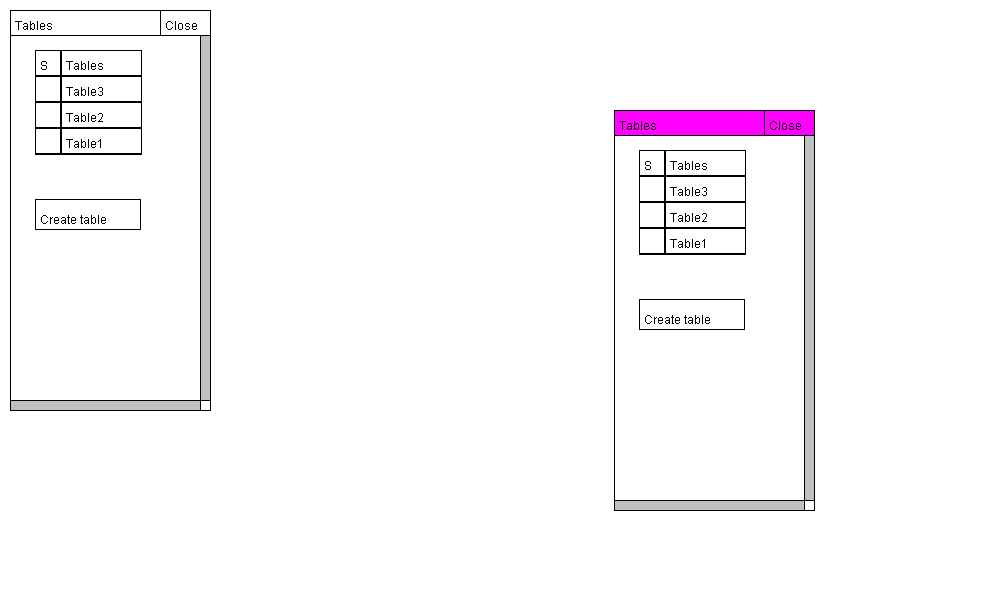 Tables Close
S Tables
Table3
Table2
Table1
Create table
Tables Close
S Tables
Table3
Table2
Table1
Create table